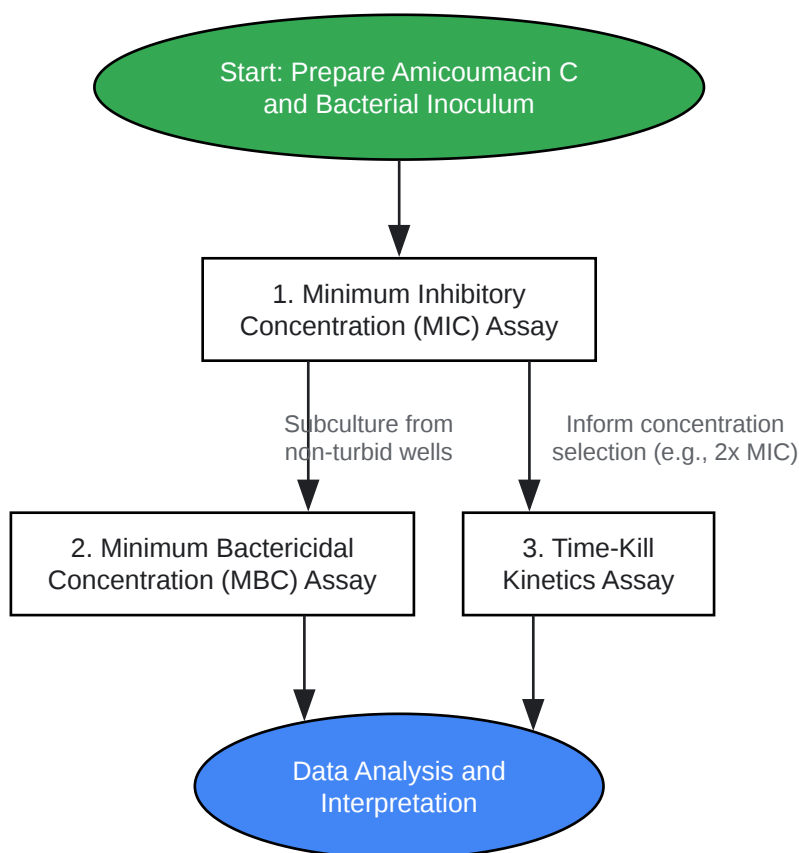 Start: Prepare Amicoumacin C
and Bacterial Inoculum
1. Minimum Inhibitory
Concentration (MIC) Assay
Subculture from
non-turbid wells
Inform concentration
selection (e.g., 2x MIC)
2. Minimum Bactericidal
Concentration (MBC) Assay
3. Time-Kill
Kinetics Assay
Data Analysis and
Interpretation